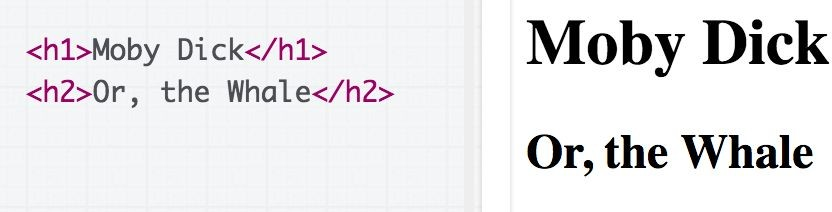 <h1>Moby Dick</h1>
<h2>Or, the Whale</h2>
Moby Dick
Or, the Whale